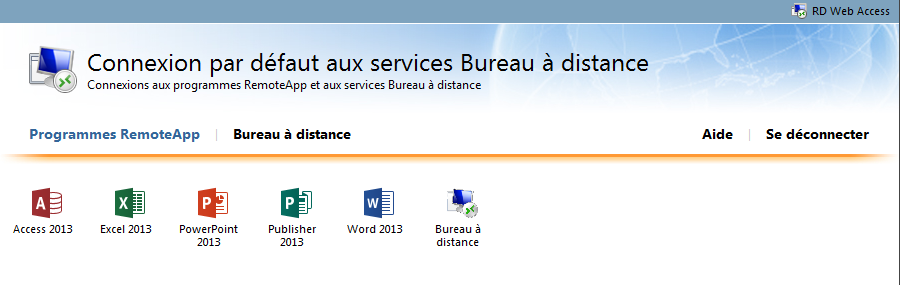 RD Web Access
Connexion par défaut aux services Bureau à distance
Connexions aux programmes RemoteApp et aux services Bureau à distance
Programmes RemoteApp | Bureau à distance Aide | Se déconnecter
Access 2013 Excel 2013 PowerPoint Publisher Word 2013 Bureau à
2013 2013 distance